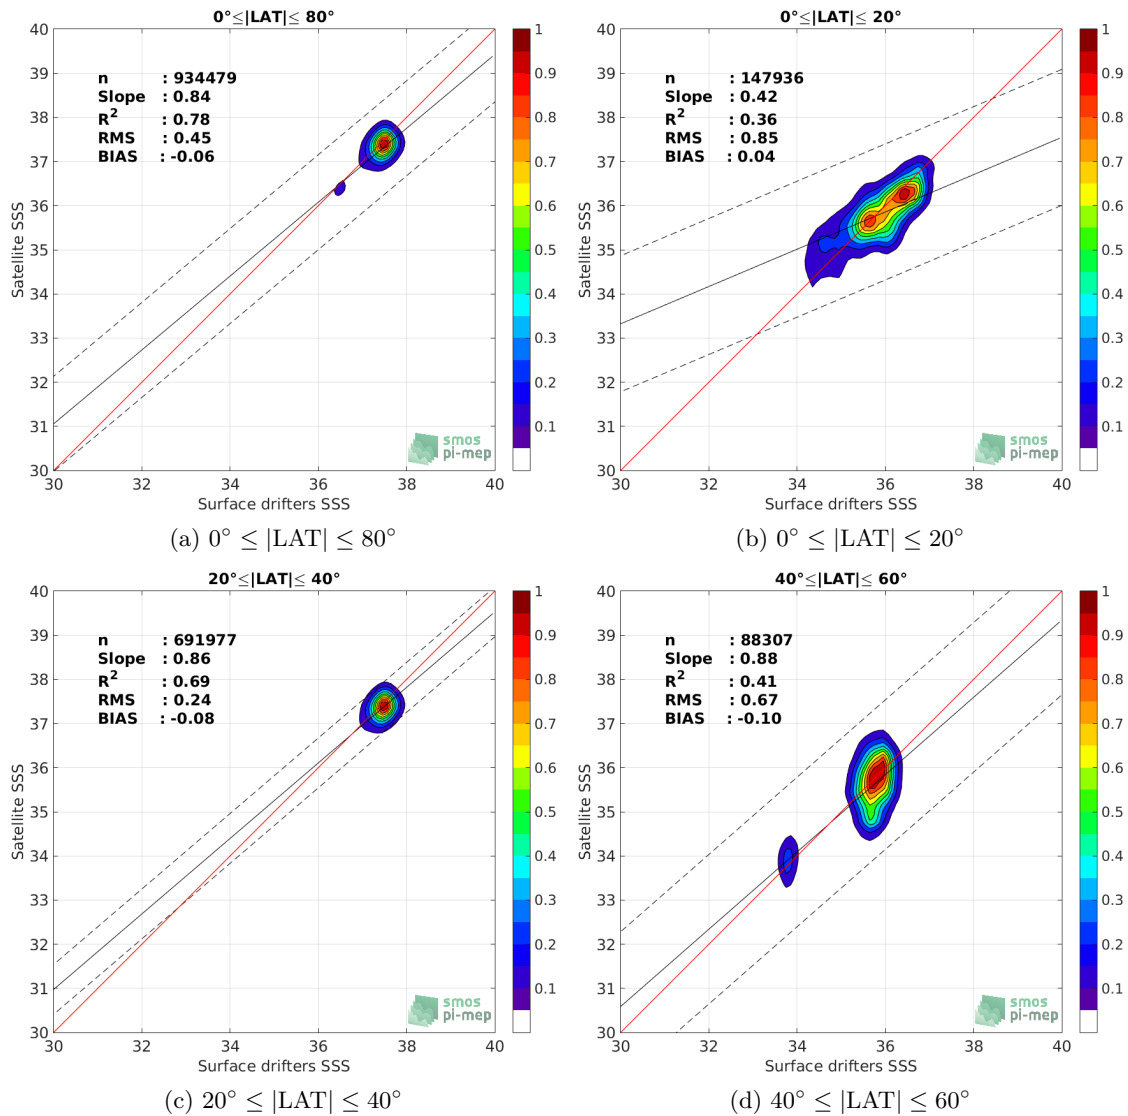 0°≤|LAT|≤ 80°
40
39
38
37
36
35
34
33
32
31
30
Satellite SSS
n : 934479
Slope : 0.84
R² : 0.78
RMS : 0.45
BIAS : -0.06
smos
pi-mep
30 32 34 36 38 40
Surface drifters SSS
1
0.9
0.8
0.7
0.6
0.5
0.4
0.3
0.2
0.1
(a) 0° ≤ |LAT| ≤ 80°
0°≤|LAT|≤ 20°
40
39
38
37
36
35
34
33
32
31
30
Satellite SSS
n : 147936
Slope : 0.42
R² : 0.36
RMS : 0.85
BIAS : 0.04
smos
pi-mep
30 32 34 36 38 40
Surface drifters SSS
1
0.9
0.8
0.7
0.6
0.5
0.4
0.3
0.2
0.1
(b) 0° ≤ |LAT| ≤ 20°
20°≤|LAT|≤ 40°
40
39
38
37
36
35
34
33
32
31
30
Satellite SSS
n : 691977
Slope : 0.86
R² : 0.69
RMS : 0.24
BIAS : -0.08
smos
pi-mep
30 32 34 36 38 40
Surface drifters SSS
1
0.9
0.8
0.7
0.6
0.5
0.4
0.3
0.2
0.1
(c) 20° ≤ |LAT| ≤ 40°
40°≤|LAT|≤ 60°
40
39
38
37
36
35
34
33
32
31
30
Satellite SSS
n : 88307
Slope : 0.88
R² : 0.41
RMS : 0.67
BIAS : -0.10
smos
pi-mep
30 32 34 36 38 40
Surface drifters SSS
1
0.9
0.8
0.7
0.6
0.5
0.4
0.3
0.2
0.1
(d) 40° ≤ |LAT| ≤ 60°